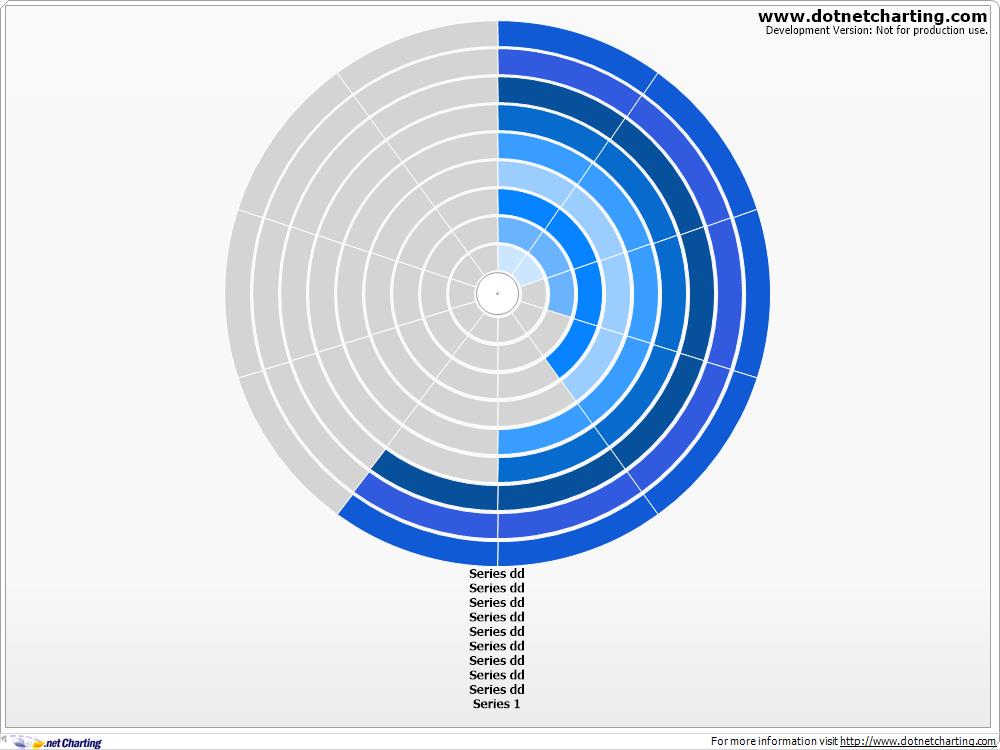 www.dotnetcharting.com
Development Version: Not for production use.
Series dd
Series dd
Series dd
Series dd
Series dd
Series dd
Series dd
Series dd
Series dd
Series 1
.net Charting
For more information visit http://www.dotnetcharting.com